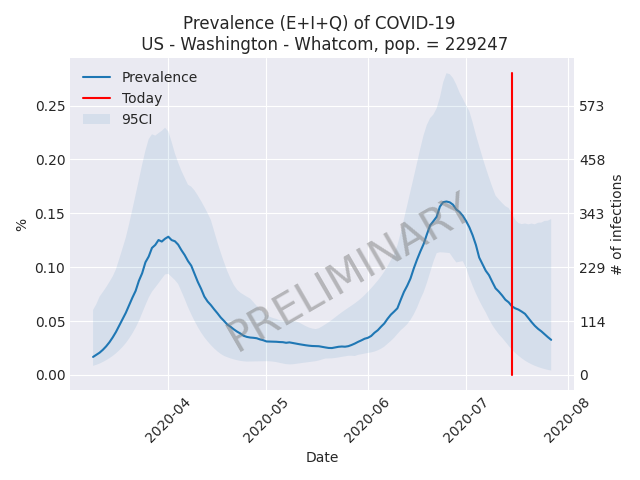 Prevalence (E+I+Q) of COVID-19
US - Washington - Whatcom, pop. = 229247
Prevalence
Today
95CI
0.25
0.20
0.15
0.10
0.05
0.00
%
573
458
343
229
114
0
# of infections
PRELIMINARY
2020-04
2020-05
2020-06
2020-07
2020-08
Date